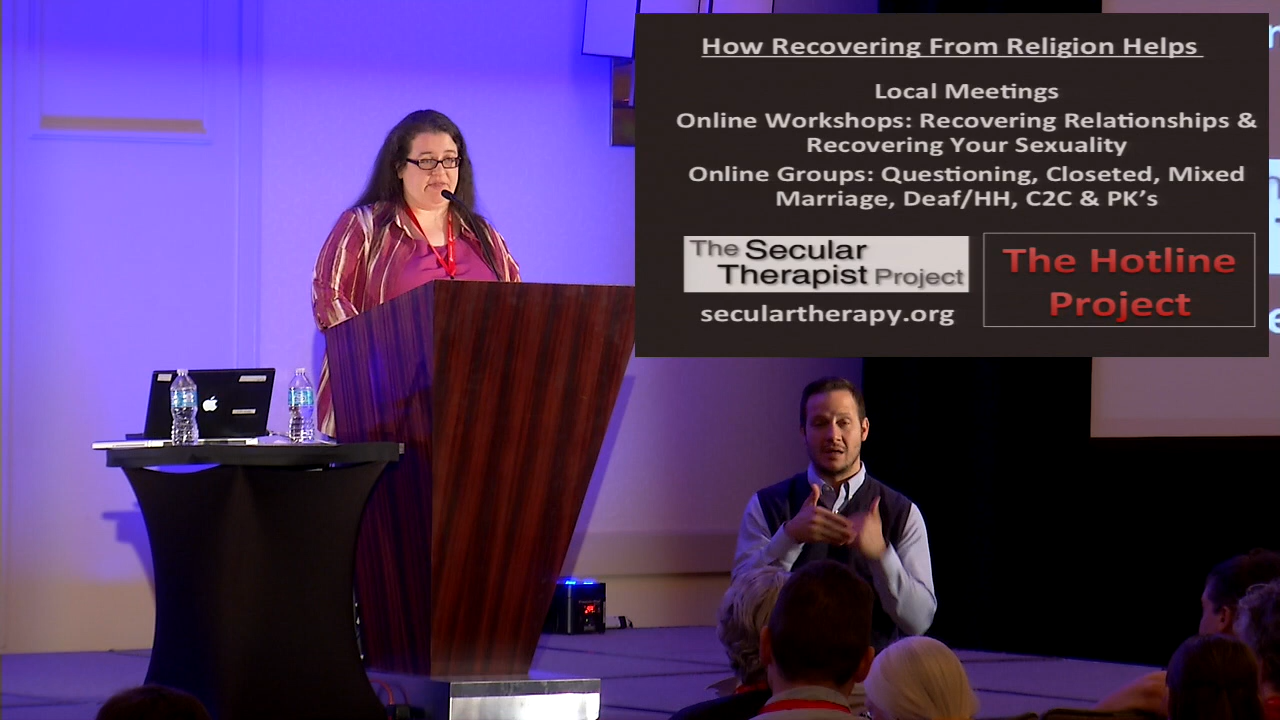 How Recovering From Religion Helps
Local Meetings
Online Workshops: Recovering Relationships &
Recovering Your Sexuality
Online Groups: Questioning, Closeted, Mixed
Marriage, Deaf/HH, C2C & PK's
The Secular
Therapist Project
seculartherapy.org
The Hotline
Project